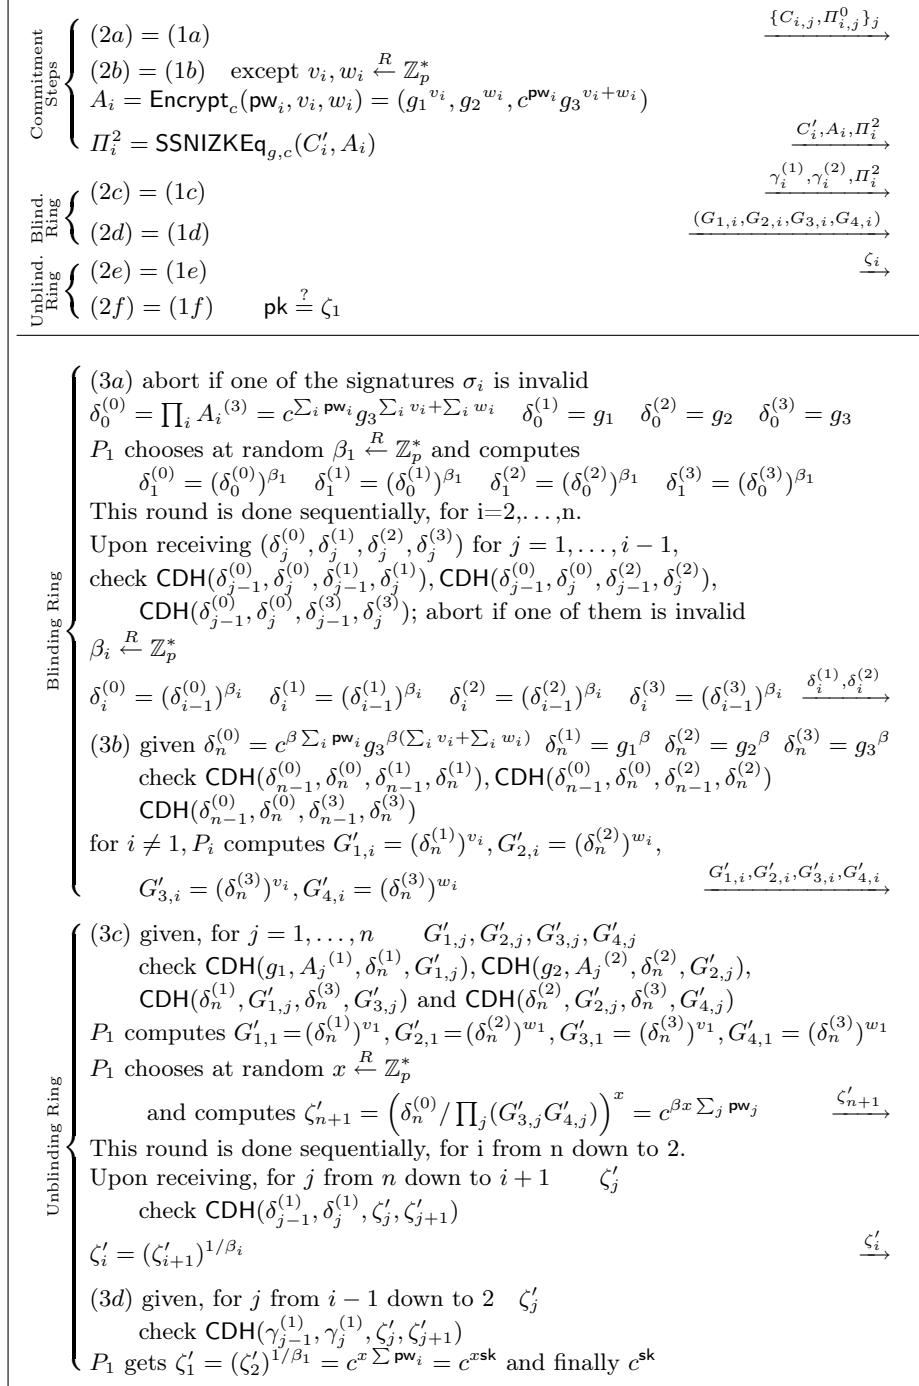 Commitment Steps
(2a) = (1a) {C_{i,j}, Π^0_{i,j}}_j
(2b) = (1b) except v_i, w_i ←^R ℤ*_p
A_i = Encrypt_c(pw_i, v_i, w_i) = (g_1^{v_i}, g_2^{w_i}, c^{pw_i} g_3^{v_i+w_i})
Π^2_i = SSNIZKEq_{g,c}(C'_i, A_i) C'_i, A_i, Π^2_i
Blind. Ring
(2c) = (1c) γ_i^{(1)}, γ_i^{(2)}, Π^2_i
(2d) = (1d) (G_{1,i}, G_{2,i}, G_{3,i}, G_{4,i})
Unblind. Ring
(2e) = (1e) ζ_i
(2f) = (1f) pk ≟ ζ_1
Blinding Ring
(3a) abort if one of the signatures σ_i is invalid
δ_0^{(0)} = ∏_i A_i^{(3)} = c^{∑_i pw_i} g_3^{∑_i v_i+∑_i w_i} δ_0^{(1)} = g_1 δ_0^{(2)} = g_2 δ_0^{(3)} = g_3
P_1 chooses at random β_1 ←^R ℤ*_p and computes
δ_1^{(0)} = (δ_0^{(0)})^{β_1} δ_1^{(1)} = (δ_0^{(1)})^{β_1} δ_1^{(2)} = (δ_0^{(2)})^{β_1} δ_1^{(3)} = (δ_0^{(3)})^{β_1}
This round is done sequentially, for i=2,...,n.
Upon receiving (δ_j^{(0)}, δ_j^{(1)}, δ_j^{(2)}, δ_j^{(3)}) for j = 1, ..., i − 1,
check CDH(δ_{j−1}^{(0)}, δ_j^{(0)}, δ_{j−1}^{(1)}, δ_j^{(1)}), CDH(δ_{j−1}^{(0)}, δ_j^{(0)}, δ_{j−1}^{(2)}, δ_j^{(2)}),
CDH(δ_{j−1}^{(0)}, δ_j^{(0)}, δ_{j−1}^{(3)}, δ_j^{(3)}); abort if one of them is invalid
β_i ←^R ℤ*_p
δ_i^{(0)} = (δ_{i−1}^{(0)})^{β_i} δ_i^{(1)} = (δ_{i−1}^{(1)})^{β_i} δ_i^{(2)} = (δ_{i−1}^{(2)})^{β_i} δ_i^{(3)} = (δ_{i−1}^{(3)})^{β_i} δ_i^{(1)}, δ_i^{(2)}
(3b) given δ_n^{(0)} = c^{β ∑_i pw_i} g_3^{β(∑_i v_i+∑_i w_i)} δ_n^{(1)} = g_1^β δ_n^{(2)} = g_2^β δ_n^{(3)} = g_3^β
check CDH(δ_{n−1}^{(0)}, δ_n^{(0)}, δ_{n−1}^{(1)}, δ_n^{(1)}), CDH(δ_{n−1}^{(0)}, δ_n^{(0)}, δ_{n−1}^{(2)}, δ_n^{(2)})
CDH(δ_{n−1}^{(0)}, δ_n^{(0)}, δ_{n−1}^{(3)}, δ_n^{(3)})
for i ≠ 1, P_i computes G'_{1,i} = (δ_n^{(1)})^{v_i}, G'_{2,i} = (δ_n^{(2)})^{w_i},
G'_{3,i} = (δ_n^{(3)})^{v_i}, G'_{4,i} = (δ_n^{(3)})^{w_i} G'_{1,i}, G'_{2,i}, G'_{3,i}, G'_{4,i}
Unblinding Ring
(3c) given, for j = 1, ..., n G'_{1,j}, G'_{2,j}, G'_{3,j}, G'_{4,j}
check CDH(g_1, A_j^{(1)}, δ_n^{(1)}, G'_{1,j}), CDH(g_2, A_j^{(2)}, δ_n^{(2)}, G'_{2,j}),
CDH(δ_n^{(1)}, G'_{1,j}, δ_n^{(3)}, G'_{3,j}) and CDH(δ_n^{(2)}, G'_{2,j}, δ_n^{(3)}, G'_{4,j})
P_1 computes G'_{1,1} = (δ_n^{(1)})^{v_1}, G'_{2,1} = (δ_n^{(2)})^{w_1}, G'_{3,1} = (δ_n^{(3)})^{v_1}, G'_{4,1} = (δ_n^{(3)})^{w_1}
P_1 chooses at random x ←^R ℤ*_p
and computes ζ'_{n+1} = (δ_n^{(0)} / ∏_j (G'_{3,j} G'_{4,j}))^x = c^{βx ∑_j pw_j} ζ'_{n+1}
This round is done sequentially, for i from n down to 2.
Upon receiving, for j from n down to i + 1 ζ'_j
check CDH(δ_{j−1}^{(1)}, δ_j^{(1)}, ζ'_j, ζ'_{j+1})
ζ'_i = (ζ'_{i+1})^{1/β_i} ζ'_i
(3d) given, for j from i − 1 down to 2 ζ'_j
check CDH(γ_{j−1}^{(1)}, γ_j^{(1)}, ζ'_j, ζ'_{j+1})
P_1 gets ζ'_1 = (ζ'_2)^{1/β_1} = c^{x ∑ pw_i} = c^{xsk} and finally c^{sk}